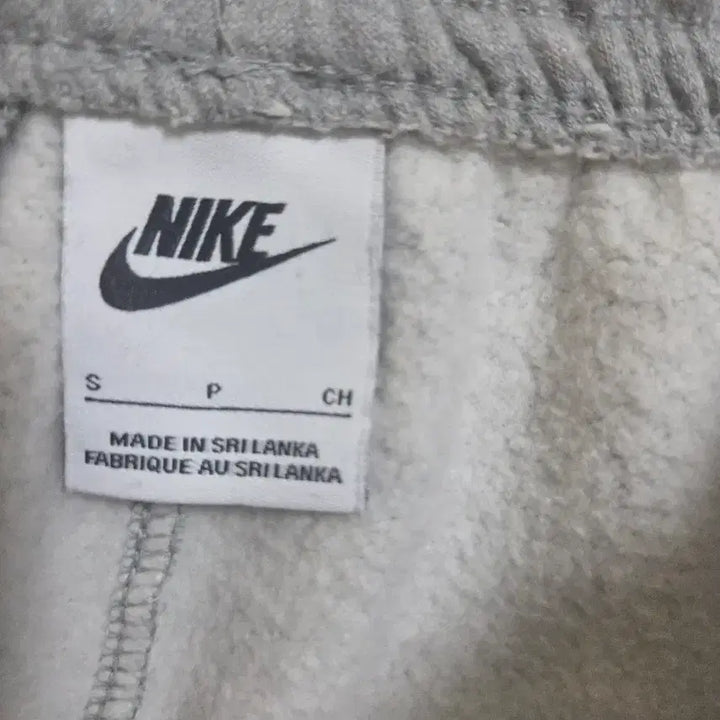 NIKE
S P CH
MADE IN SRI LANKA
FABRIQUE AU SRI LANKA